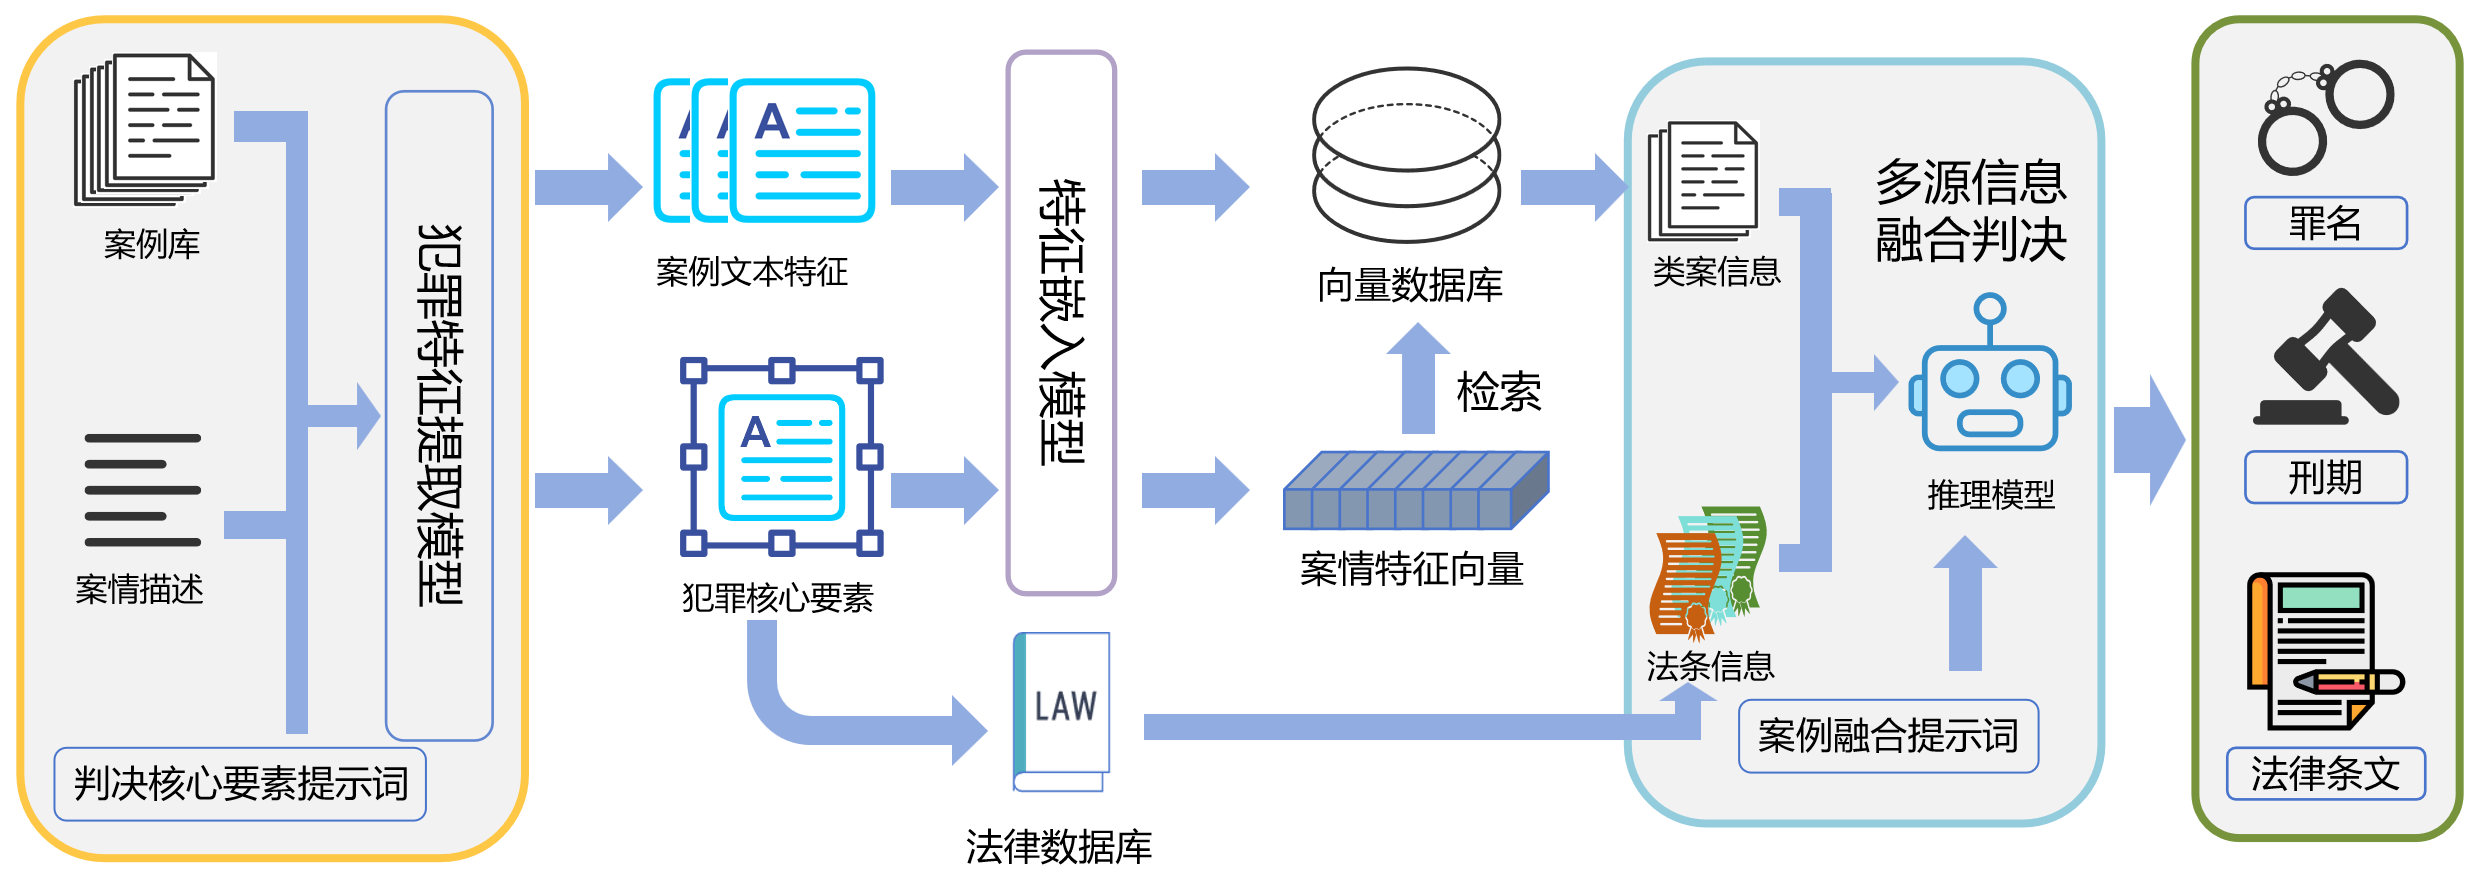 案例库
案情描述
判决核心要素提示词
犯罪特征提取模型
A
A
A
案例文本特征
A
犯罪核心要素
特征嵌入模型
LAW
法律数据库
向量数据库
检索
案情特征向量
类案信息
法条信息
多源信息
融合判决
推理模型
案例融合提示词
罪名
刑期
法律条文